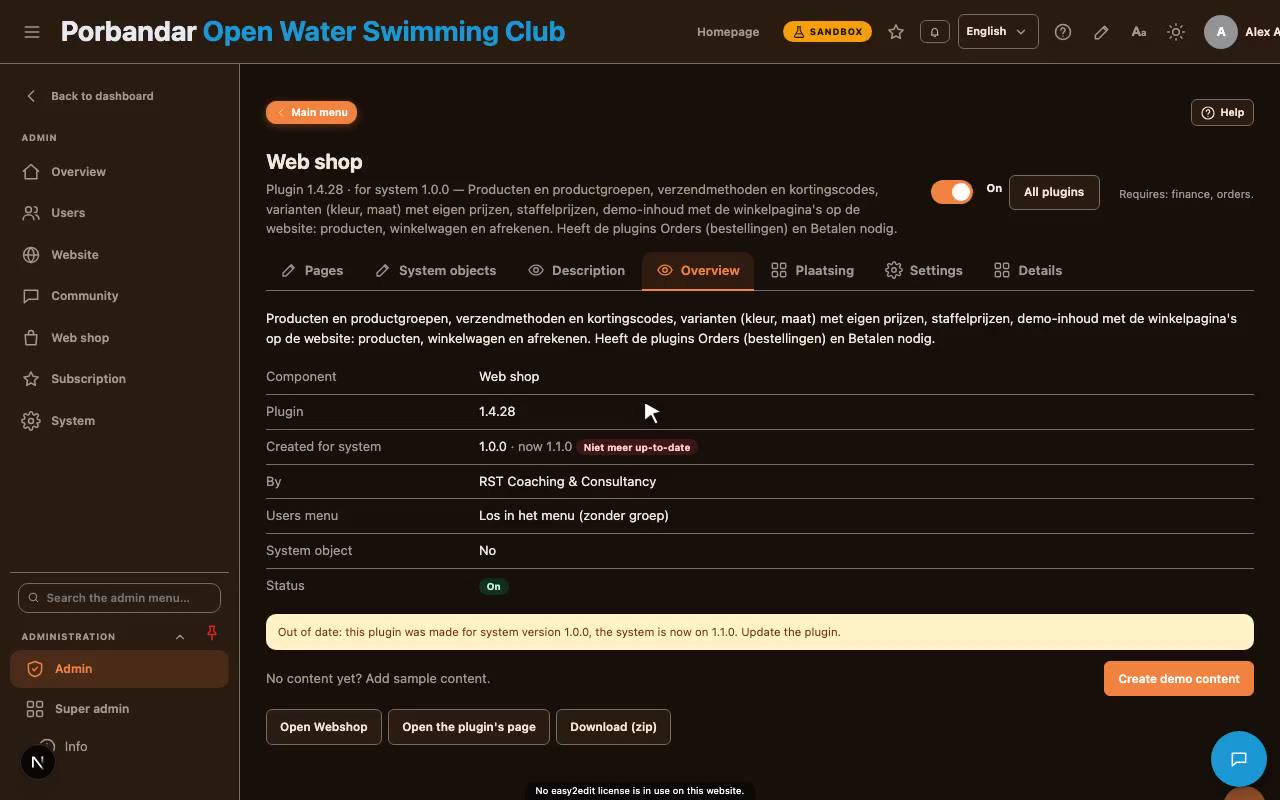 Porbandar Open Water Swimming Club
Homepage
SANDBOX
English
Aa
A
Alex A
Back to dashboard
ADMIN
Overview
Users
Website
Community
Web shop
Subscription
System
Search the admin menu...
ADMINISTRATION
Admin
Super admin
Info
N
Main menu
Help
Web shop
Plugin 1.4.28 · for system 1.0.0 — Producten en productgroepen, verzendmethoden en kortingscodes,
varianten (kleur, maat) met eigen prijzen, staffelprijzen, demo-inhoud met de winkelpagina's op de
website: producten, winkelwagen en afrekenen. Heeft de plugins Orders (bestellingen) en Betalen nodig.
On
All plugins
Requires: finance, orders.
Pages
System objects
Description
Overview
Plaatsing
Settings
Details
Producten en productgroepen, verzendmethoden en kortingscodes, varianten (kleur, maat) met eigen prijzen, staffelprijzen, demo-inhoud met de winkelpagina's
op de website: producten, winkelwagen en afrekenen. Heeft de plugins Orders (bestellingen) en Betalen nodig.
Component Web shop
Plugin 1.4.28
Created for system 1.0.0 · now 1.1.0 Niet meer up-to-date
By RST Coaching & Consultancy
Users menu Los in het menu (zonder groep)
System object No
Status On
Out of date: this plugin was made for system version 1.0.0, the system is now on 1.1.0. Update the plugin.
No content yet? Add sample content.
Create demo content
Open Webshop
Open the plugin's page
Download (zip)
No easy2edit license is in use on this website.